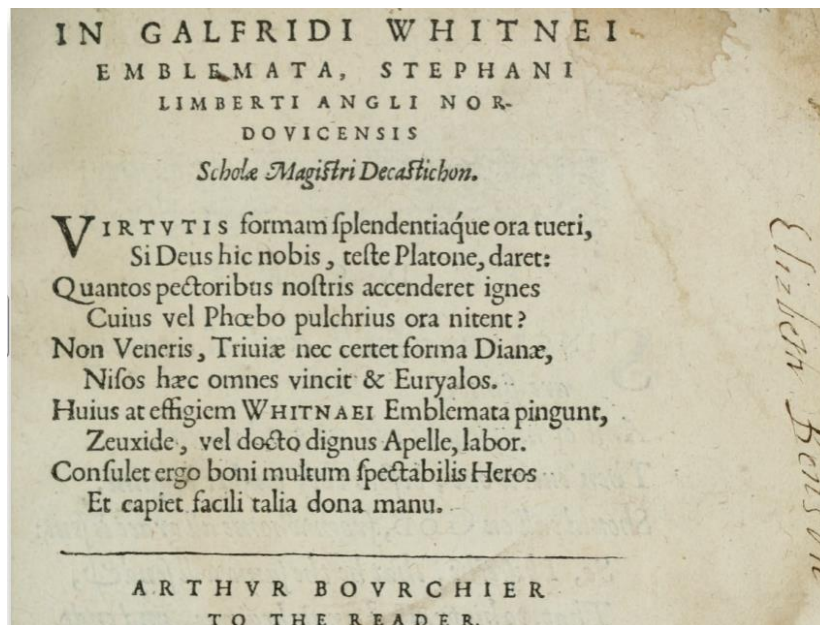 IN GALFRIDI WHITNEI
EMBLEMATA, STEPHANI
LIMBERTI ANGLI NOR-
DOVICENSIS
Scholæ Magistri Decastichon.
VIRTVTIS formam ſplendentiaq́ue ora tueri,
Si Deus hic nobis, teſte Platone, daret:
Quantos pectoribus noſtris accenderet ignes
Cuius vel Phœbo pulchrius ora nitent?
Non Veneris, Triuiæ nec certet forma Dianæ,
Niſos hæc omnes vincit & Euryalos.
Huius at effigiem WHITNAEI Emblemata pingunt,
Zeuxide, vel docto dignus Apelle, labor.
Conſulet ergo boni multum ſpectabilis Heros
Et capiet facili talia dona manu.
ARTHVR BOVRCHIER
TO THE READER.
Elizbeth